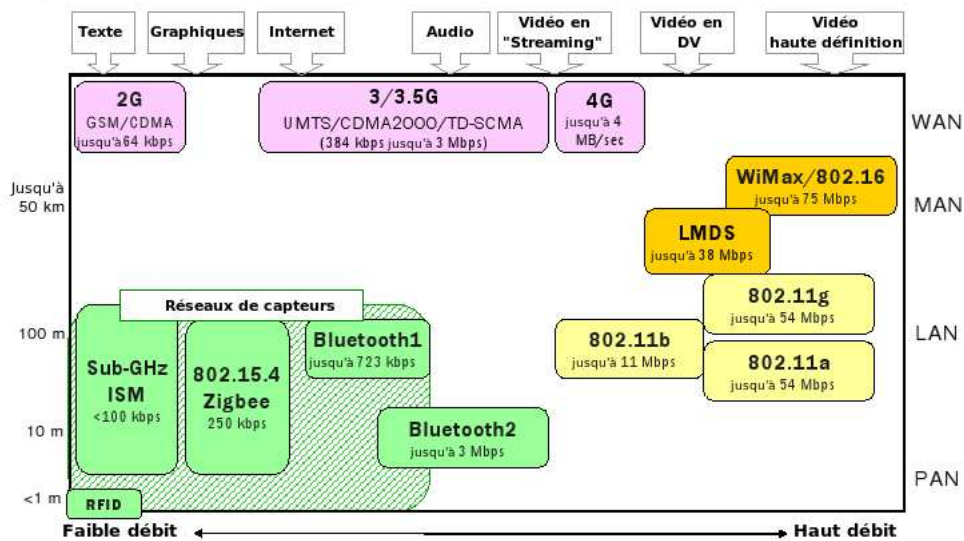 Texte
Graphiques
Internet
Audio
Vidéo en
"Streaming"
Vidéo en
DV
Vidéo
haute définition
2G
GSM/CDMA
jusqu'à 64 kbps
3/3.5G
UMTS/CDMA2000/TD-SCMA
(384 kbps jusqu'à 3 Mbps)
4G
jusqu'à 4
MB/sec
WAN
Jusqu'à
50 km
WiMax/802.16
jusqu'à 75 Mbps
MAN
LMDS
jusqu'à 38 Mbps
Réseaux de capteurs
802.11g
jusqu'à 54 Mbps
100 m
Bluetooth1
jusqu'à 723 kbps
802.11b
jusqu'à 11 Mbps
LAN
Sub-GHz
ISM
<100 kbps
802.15.4
Zigbee
250 kbps
802.11a
jusqu'à 54 Mbps
10 m
Bluetooth2
jusqu'à 3 Mbps
PAN
<1 m
RFID
Faible débit
Haut débit